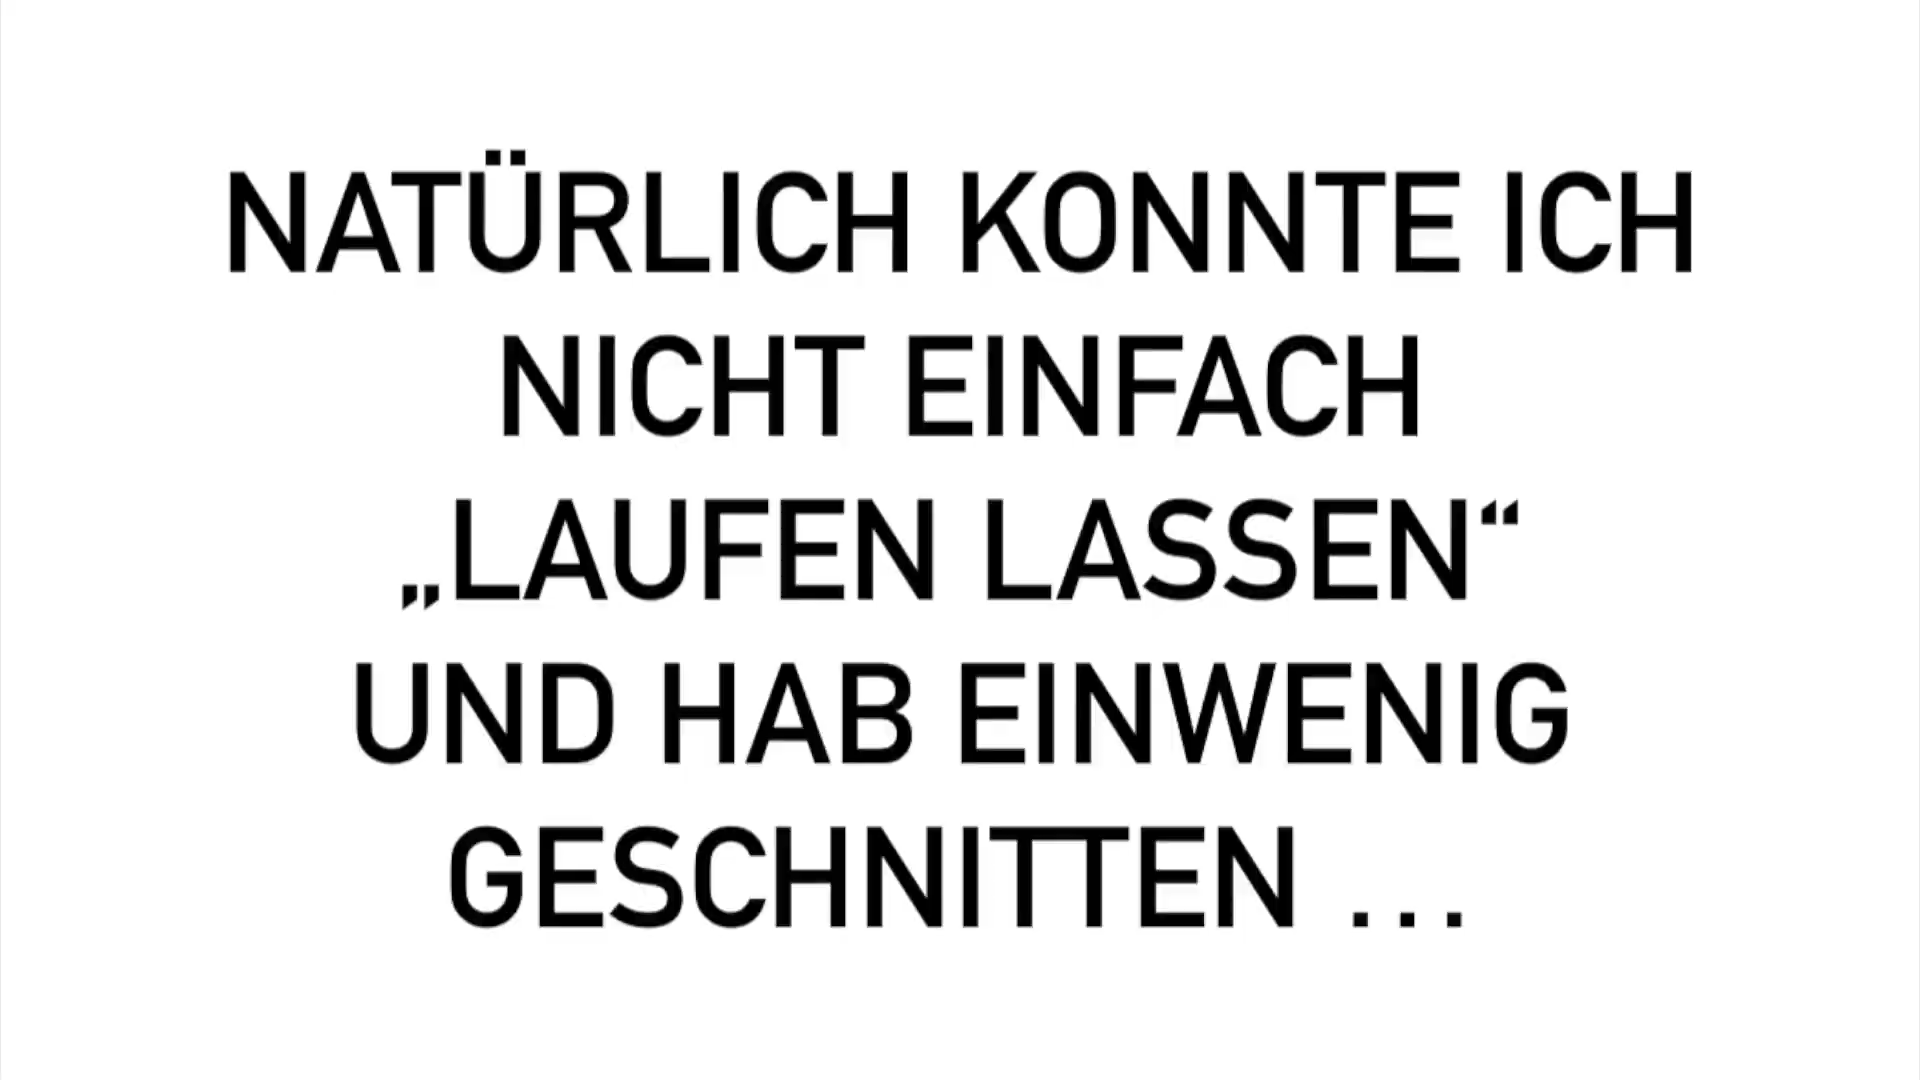 NATÜRLICH KONNTE ICH
NICHT EINFACH
„LAUFEN LASSEN“
UND HAB EINWENIG
GESCHNITTEN ...